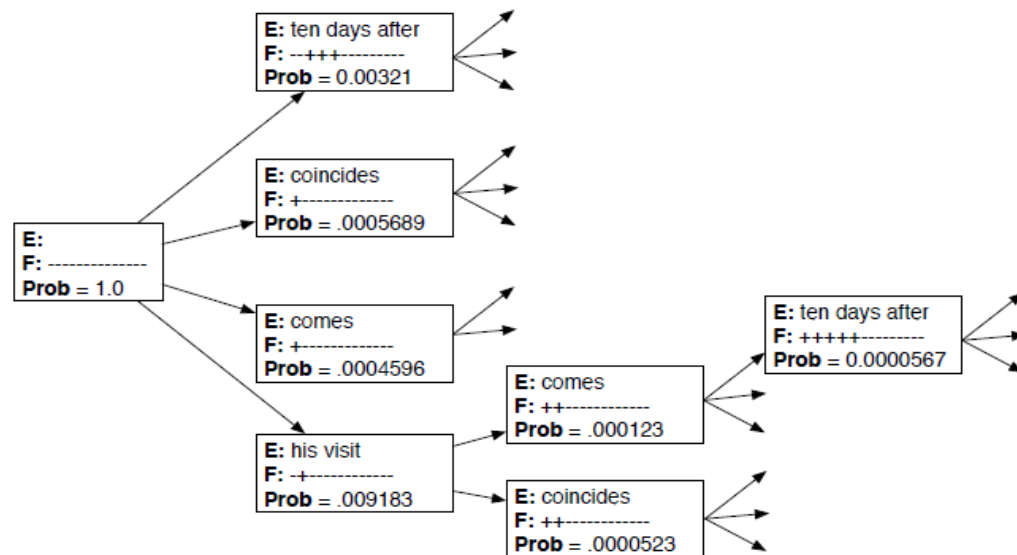 E: ten days after
F: --+++---------
Prob = 0.00321
E: coincides
F: +-------------
Prob = .0005689
E:
F: --------------
Prob = 1.0
E: comes
F: +-------------
Prob = .0004596
E: ten days after
F: +++++---------
Prob = 0.0000567
E: comes
F: ++------------
Prob = .000123
E: his visit
F: -+------------
Prob = .009183
E: coincides
F: ++------------
Prob = .0000523